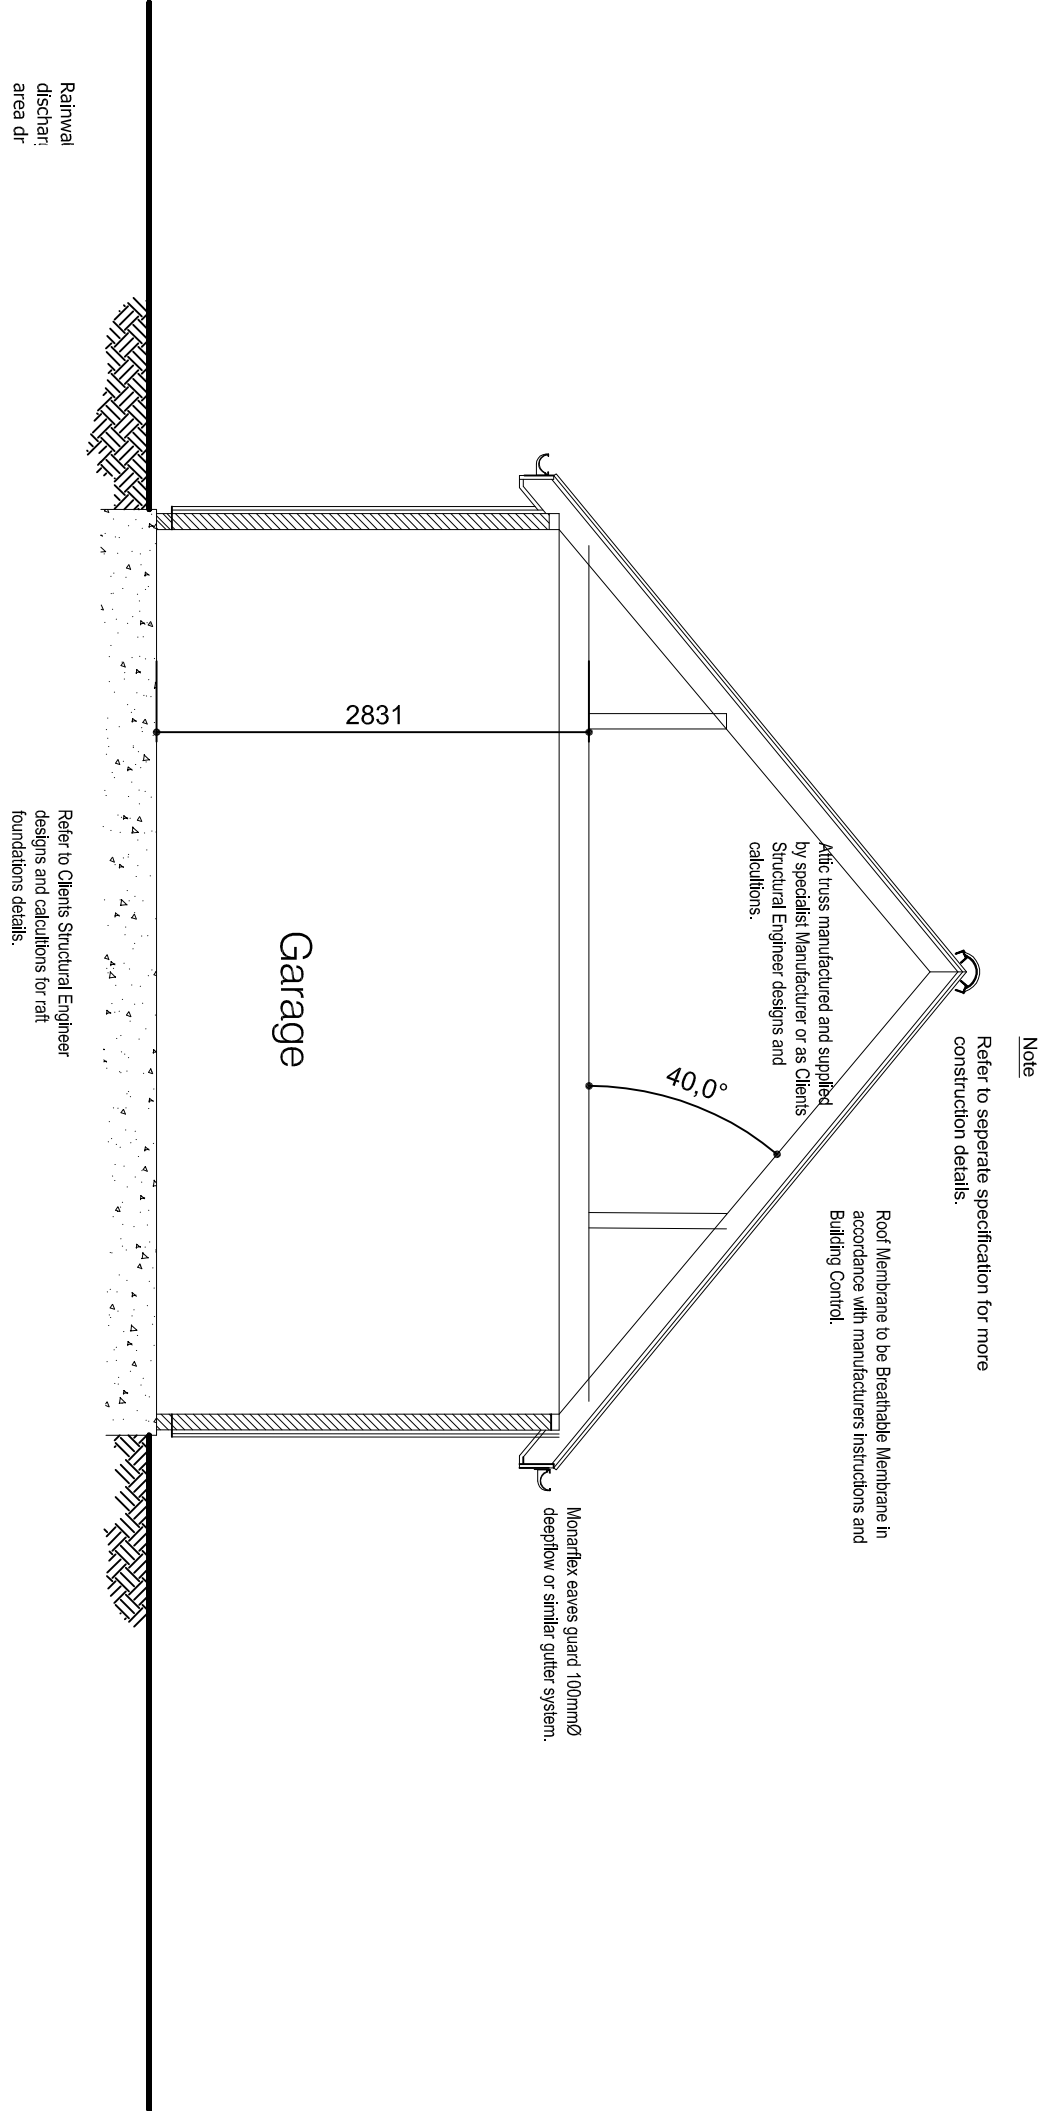 Note
Refer to seperate specification for more
construction details.
Roof Membrane to be Breathable Membrane in
accordance with manufacturers instructions and
Building Control.
Attic truss manufactured and supplied
by specialist Manufacturer or as Clients
Structural Engineer designs and
calcultions.
40,0°
Monarflex eaves guard 100mmØ
deepflow or similar gutter system.
2831
Garage
Refer to Clients Structural Engineer
designs and calcultions for raft
foundations details.
area dr